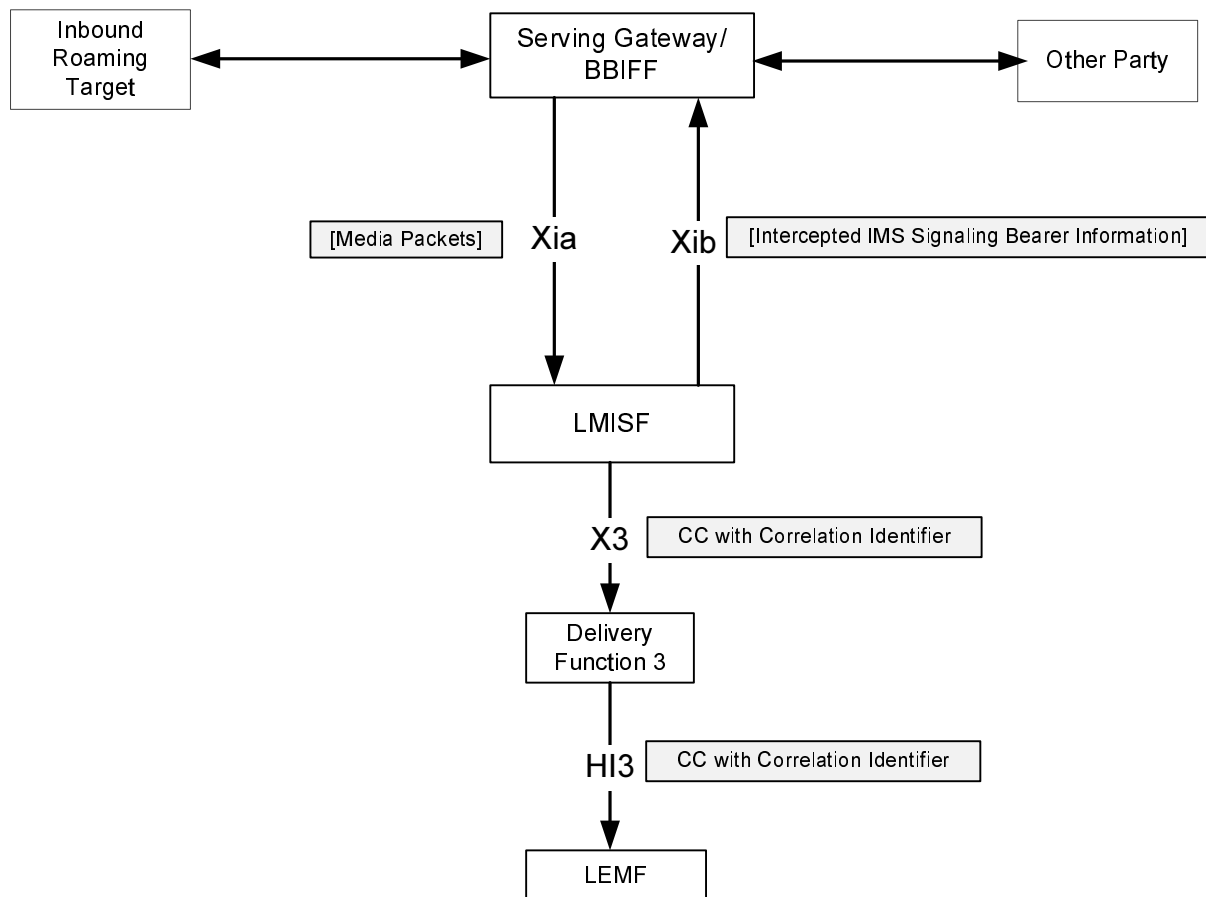 Inbound
Roaming
Target
Serving Gateway/
BBIFF
Other Party
[Media Packets]
Xia
Xib
[Intercepted IMS Signaling Bearer Information]
LMISF
X3
CC with Correlation Identifier
Delivery
Function 3
HI3
CC with Correlation Identifier
LEMF